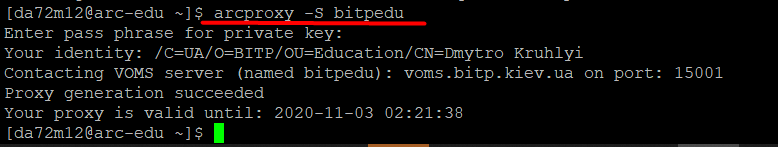 [da72m12@arc-edu ~]$ arcproxy -S bitpedu
Enter pass phrase for private key:
Your identity: /C=UA/O=BITP/OU=Education/CN=Dmytro Kruhlyi
Contacting VOMS server (named bitpedu): voms.bitp.kiev.ua on port: 15001
Proxy generation succeeded
Your proxy is valid until: 2020-11-03 02:21:38
[da72m12@arc-edu ~]$